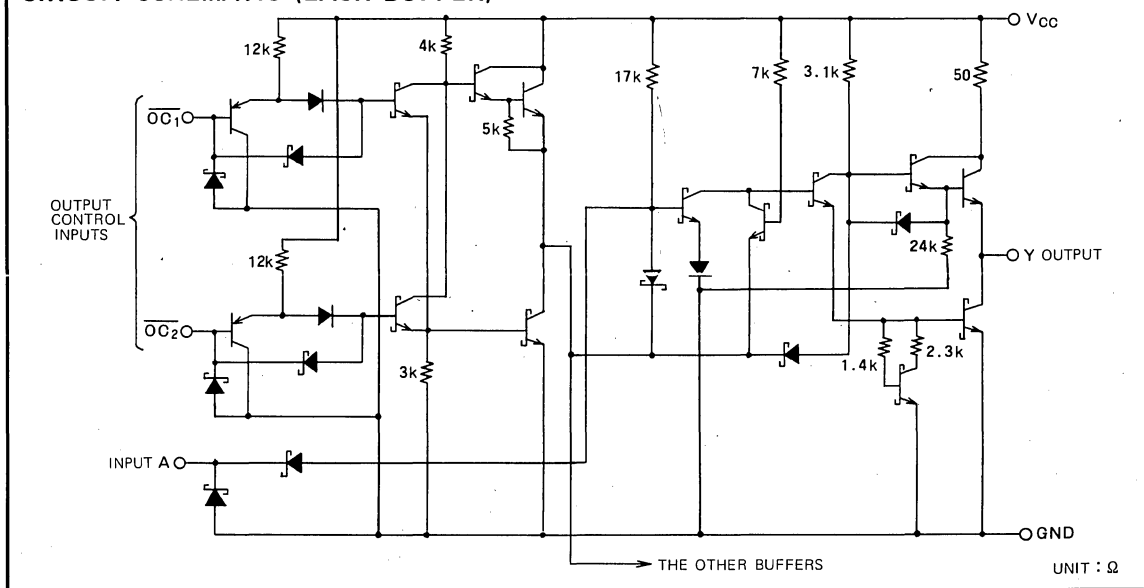 CIRCUIT SCHEMATIC (EACH BUFFER)
VCC
12k
4k
17k
7k
3.1k
50
OC1
5k
OUTPUT
CONTROL
INPUTS
24k
12k
Y OUTPUT
OC2
3k
1.4k
2.3k
INPUT A
GND
THE OTHER BUFFERS
UNIT : Ω